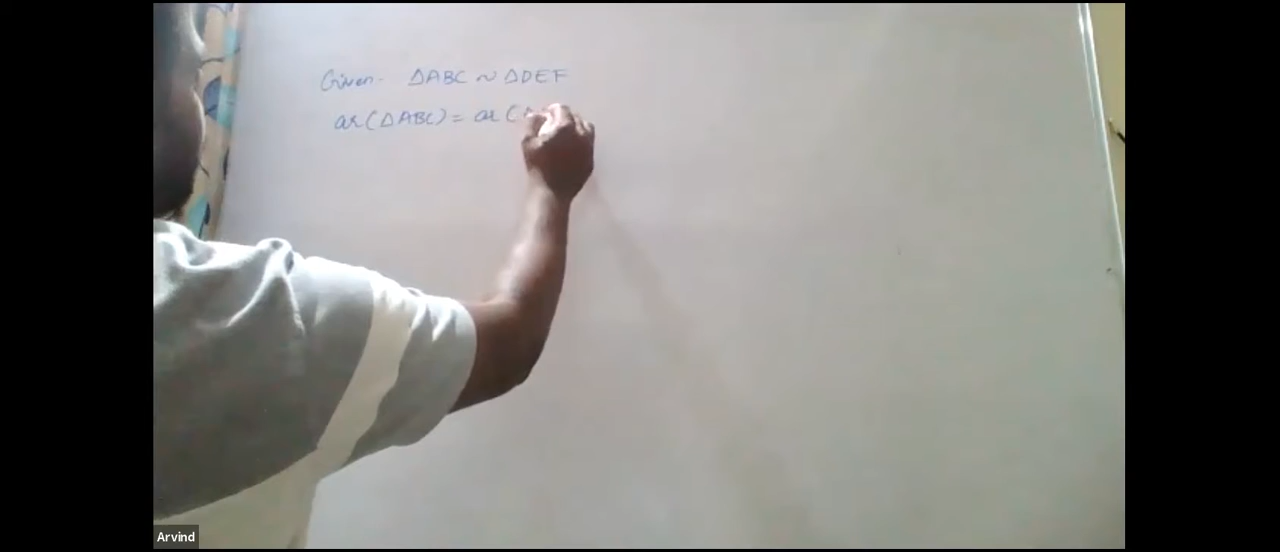 Given- ΔABC ~ ΔDEF
ar(ΔABC) = ar(Δ
Arvind